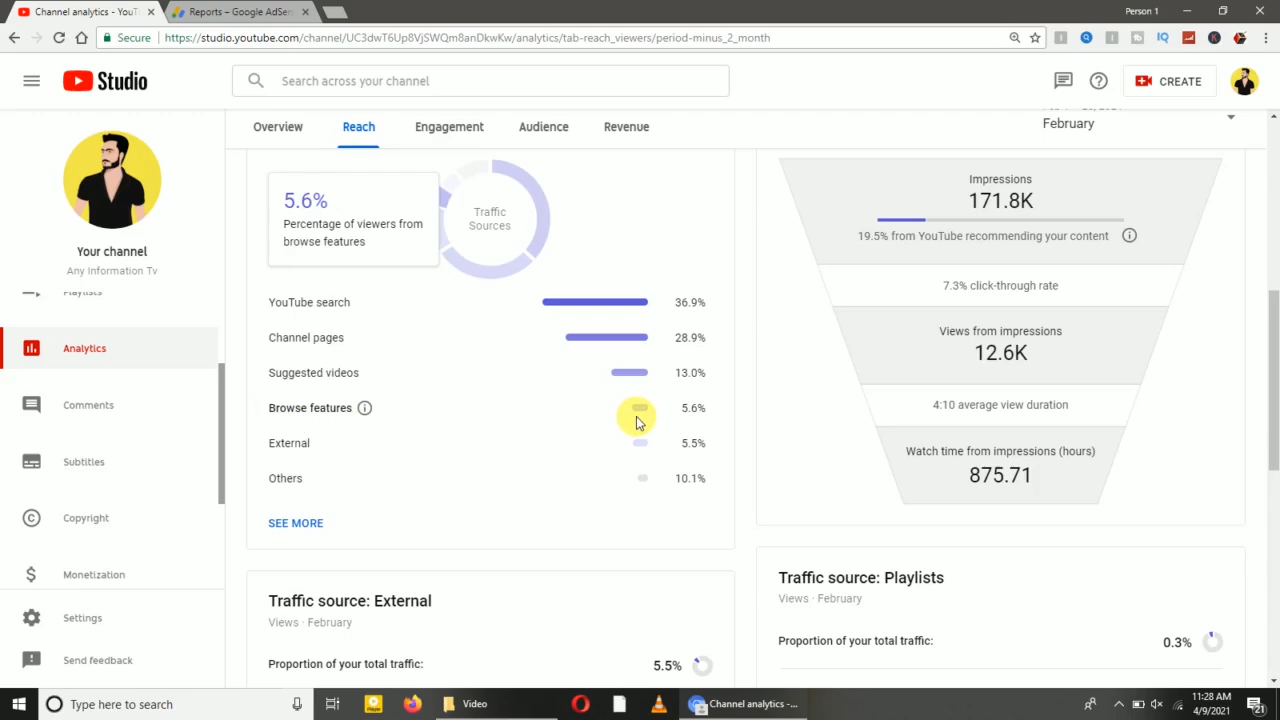 Channel analytics - YouT
Reports – Google AdSen
Person 1
Secure
https://studio.youtube.com/channel/UC3dwT6Up8VjSWQm8anDkwKw/analytics/tab-reach_viewers/period-minus_2_month
Studio
Search across your channel
CREATE
Overview
Reach
Engagement
Audience
Revenue
February
Your channel
Any Information Tv
Playlists
Analytics
Comments
Subtitles
Copyright
Monetization
Settings
Send feedback
5.6%
Percentage of viewers from
browse features
Traffic
Sources
YouTube search 36.9%
Channel pages 28.9%
Suggested videos 13.0%
Browse features 5.6%
External 5.5%
Others 10.1%
SEE MORE
Impressions
171.8K
19.5% from YouTube recommending your content
7.3% click-through rate
Views from impressions
12.6K
4:10 average view duration
Watch time from impressions (hours)
875.71
Traffic source: External
Views · February
Proportion of your total traffic: 5.5%
Traffic source: Playlists
Views · February
Proportion of your total traffic: 0.3%
Type here to search
Video
Channel analytics -...
11:28 AM
4/9/2021
21